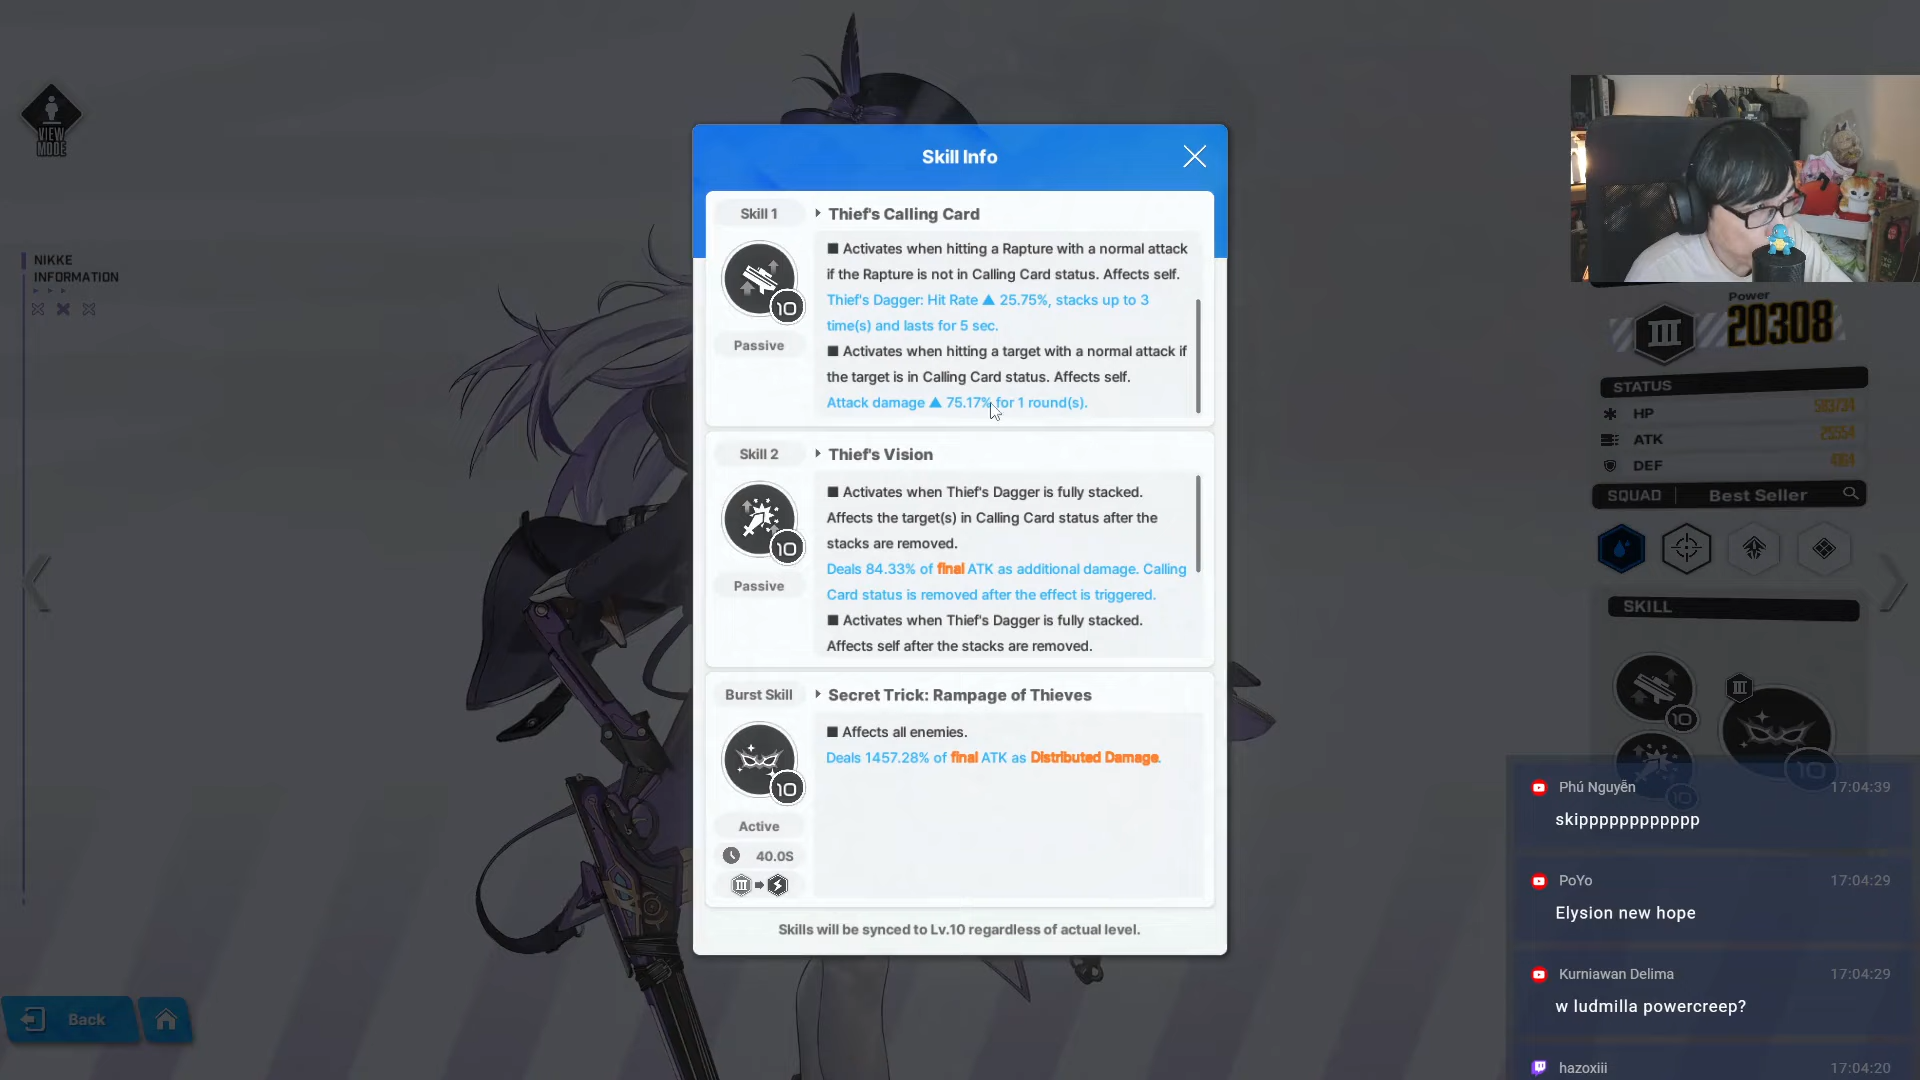 VIEW
MODE
NIKKE
INFORMATION
Skill Info
Skill 1
Thief's Calling Card
10
Passive
■ Activates when hitting a Rapture with a normal attack
if the Rapture is not in Calling Card status. Affects self.
Thief's Dagger: Hit Rate ▲ 25.75%, stacks up to 3
time(s) and lasts for 5 sec.
■ Activates when hitting a target with a normal attack if
the target is in Calling Card status. Affects self.
Attack damage ▲ 75.17% for 1 round(s).
Skill 2
Thief's Vision
10
Passive
■ Activates when Thief's Dagger is fully stacked.
Affects the target(s) in Calling Card status after the
stacks are removed.
Deals 84.33% of final ATK as additional damage. Calling
Card status is removed after the effect is triggered.
■ Activates when Thief's Dagger is fully stacked.
Affects self after the stacks are removed.
Burst Skill
Secret Trick: Rampage of Thieves
10
Active
40.0S
III
■ Affects all enemies.
Deals 1457.28% of final ATK as Distributed Damage.
Skills will be synced to Lv.10 regardless of actual level.
Back
III
Power
20308
STATUS
HP
ATK 25554
DEF
SQUAD Best Seller
SKILL
10
III
10
10
Phú Nguyễn 17:04:39
skipppppppppppp
PoYo 17:04:29
Elysion new hope
Kurniawan Delima 17:04:29
w ludmilla powercreep?
hazoxiii 17:04:20